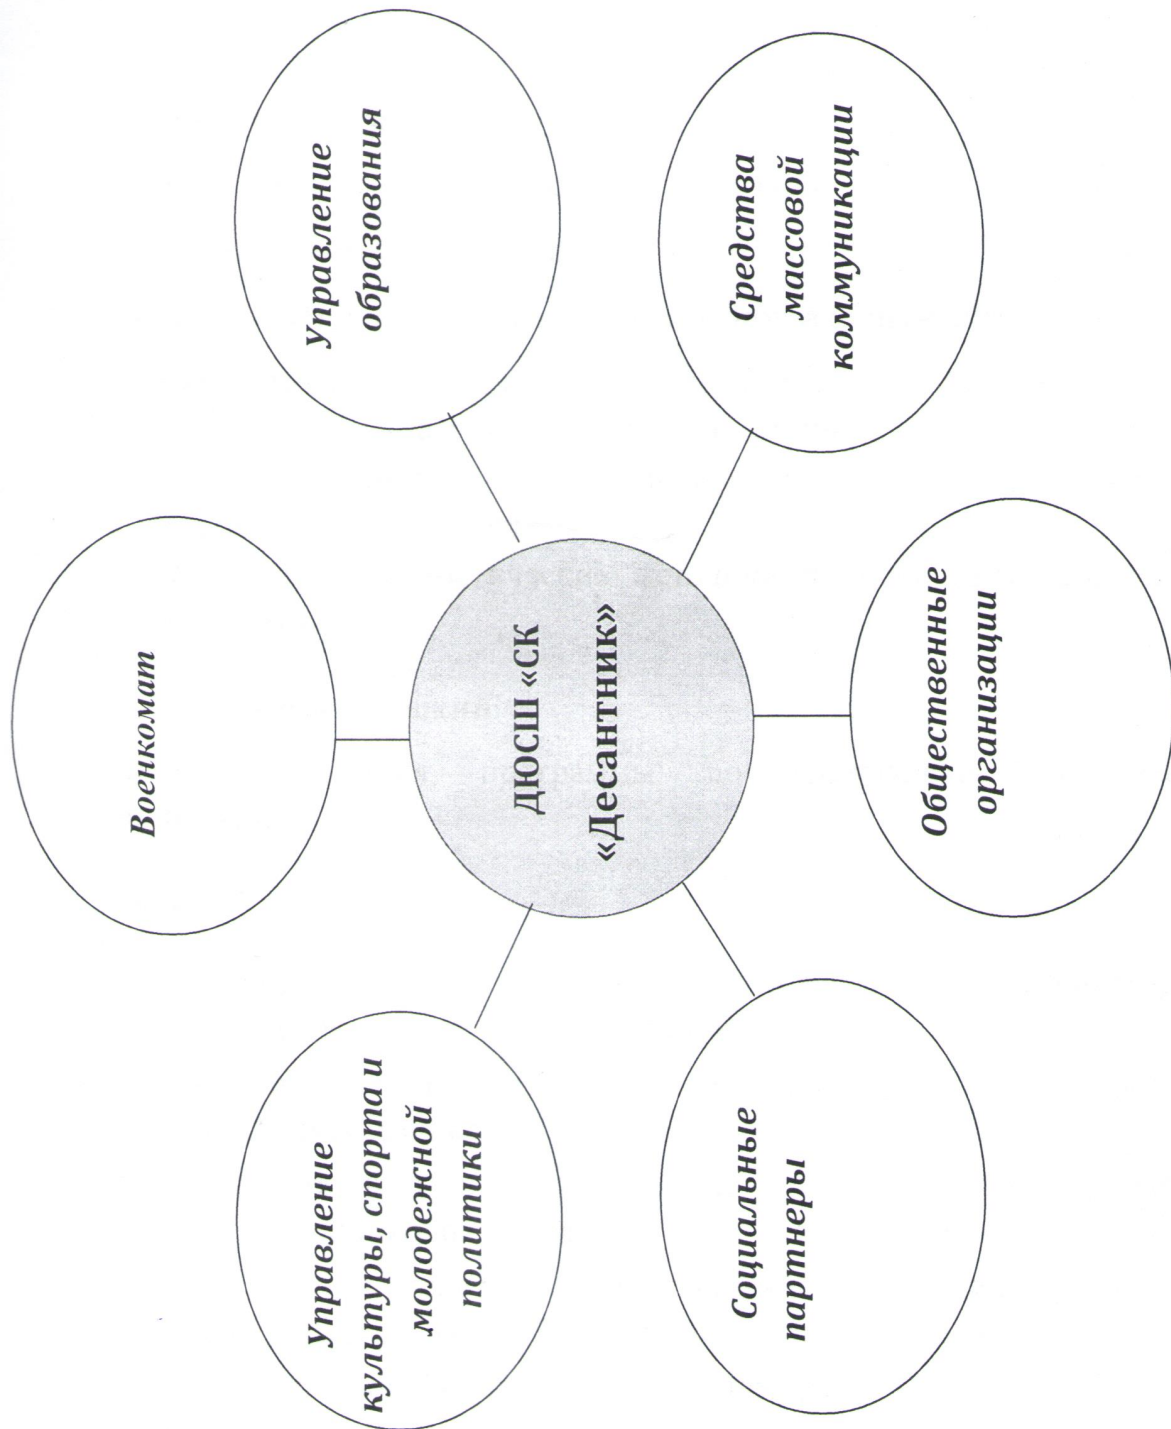 Военкомат
Управление
культуры, спорта и
молодежной
политики
Управление
образования
ДЮСШ «СК
«Десантник»
Социальные
партнеры
Средства
массовой
коммуникации
Общественные
организации